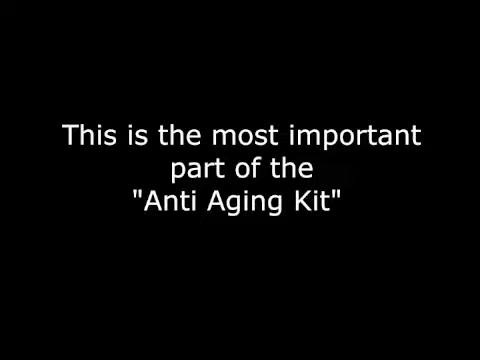 This is the most important
part of the
"Anti Aging Kit"